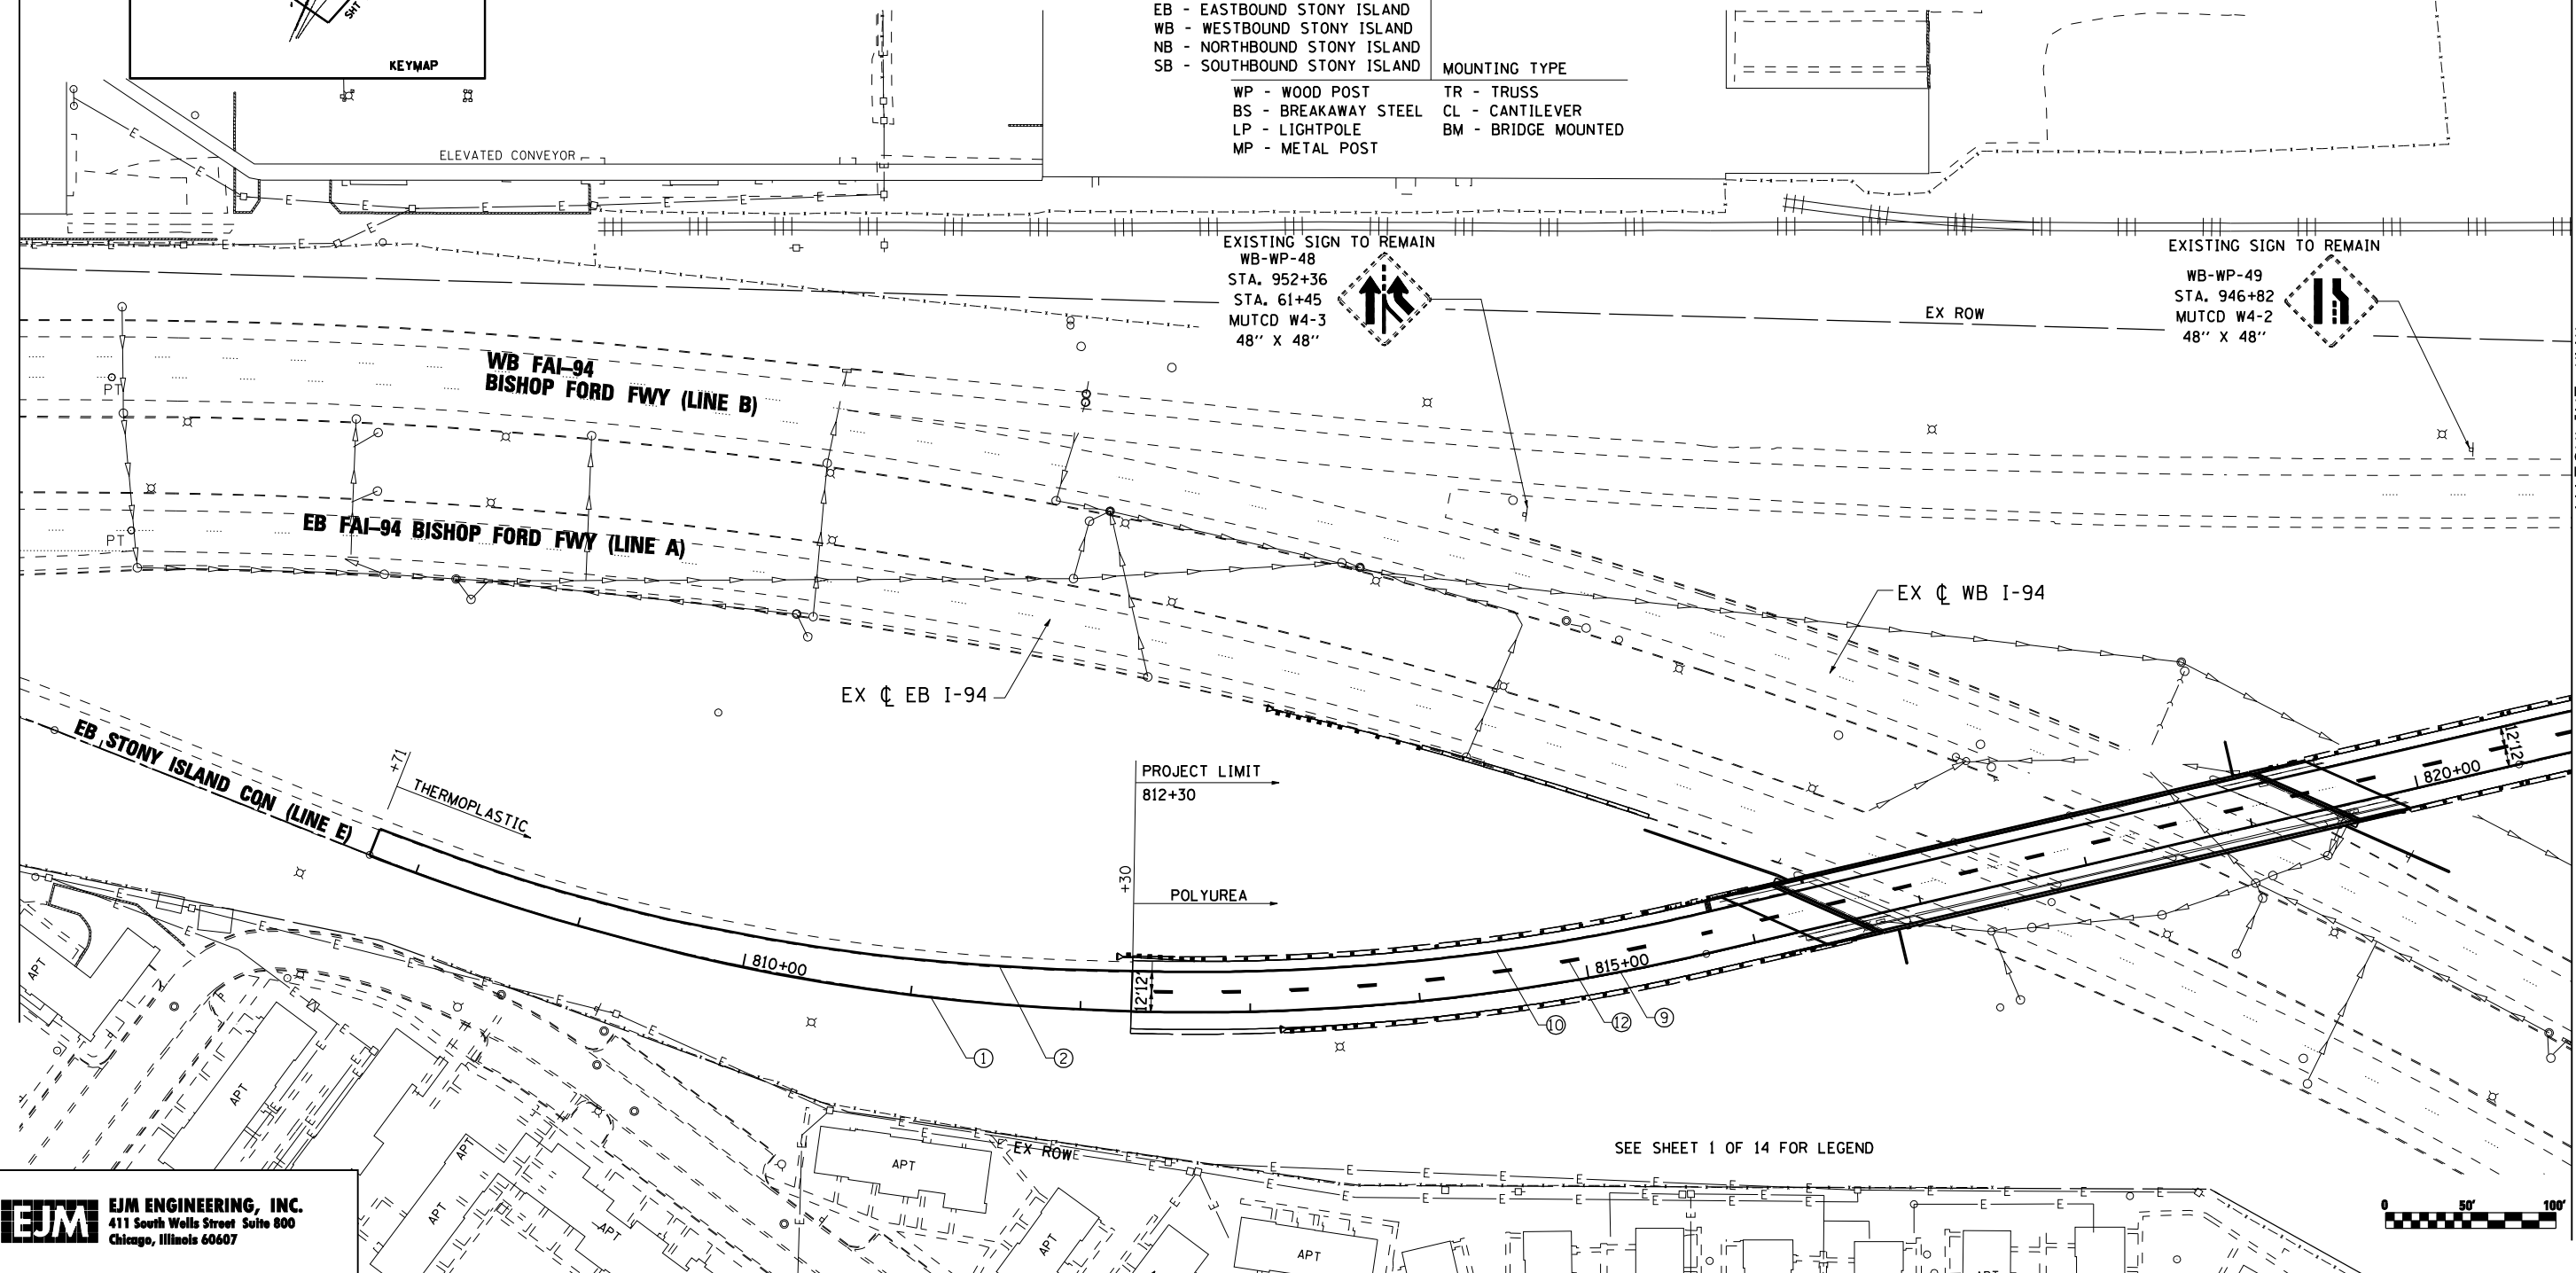 SHT
KEYMAP
EB - EASTBOUND STONY ISLAND
WB - WESTBOUND STONY ISLAND
NB - NORTHBOUND STONY ISLAND
SB - SOUTHBOUND STONY ISLAND
MOUNTING TYPE
WP - WOOD POST
BS - BREAKAWAY STEEL
LP - LIGHTPOLE
MP - METAL POST
TR - TRUSS
CL - CANTILEVER
BM - BRIDGE MOUNTED
ELEVATED CONVEYOR
EXISTING SIGN TO REMAIN
WB-WP-48
STA. 952+36
STA. 61+45
MUTCD W4-3
48" X 48"
EXISTING SIGN TO REMAIN
WB-WP-49
STA. 946+82
MUTCD W4-2
48" X 48"
EX ROW
WB FAI-94
BISHOP FORD FWY (LINE B)
PT
EB FAI-94 BISHOP FORD FWY (LINE A)
PT
EX ℄ WB I-94
EX ℄ EB I-94
EB STONY ISLAND CON (LINE E)
+71
THERMOPLASTIC
PROJECT LIMIT
812+30
+30
POLYUREA
12'12'
820+00
810+00
12'12'
815+00
1
2
10
12
9
APT
APT
APT
APT
APT
APT
APT
APT
APT
EX ROW
SEE SHEET 1 OF 14 FOR LEGEND
EJM
EJM ENGINEERING, INC.
411 South Wells Street Suite 800
Chicago, Illinois 60607
0 50' 100'